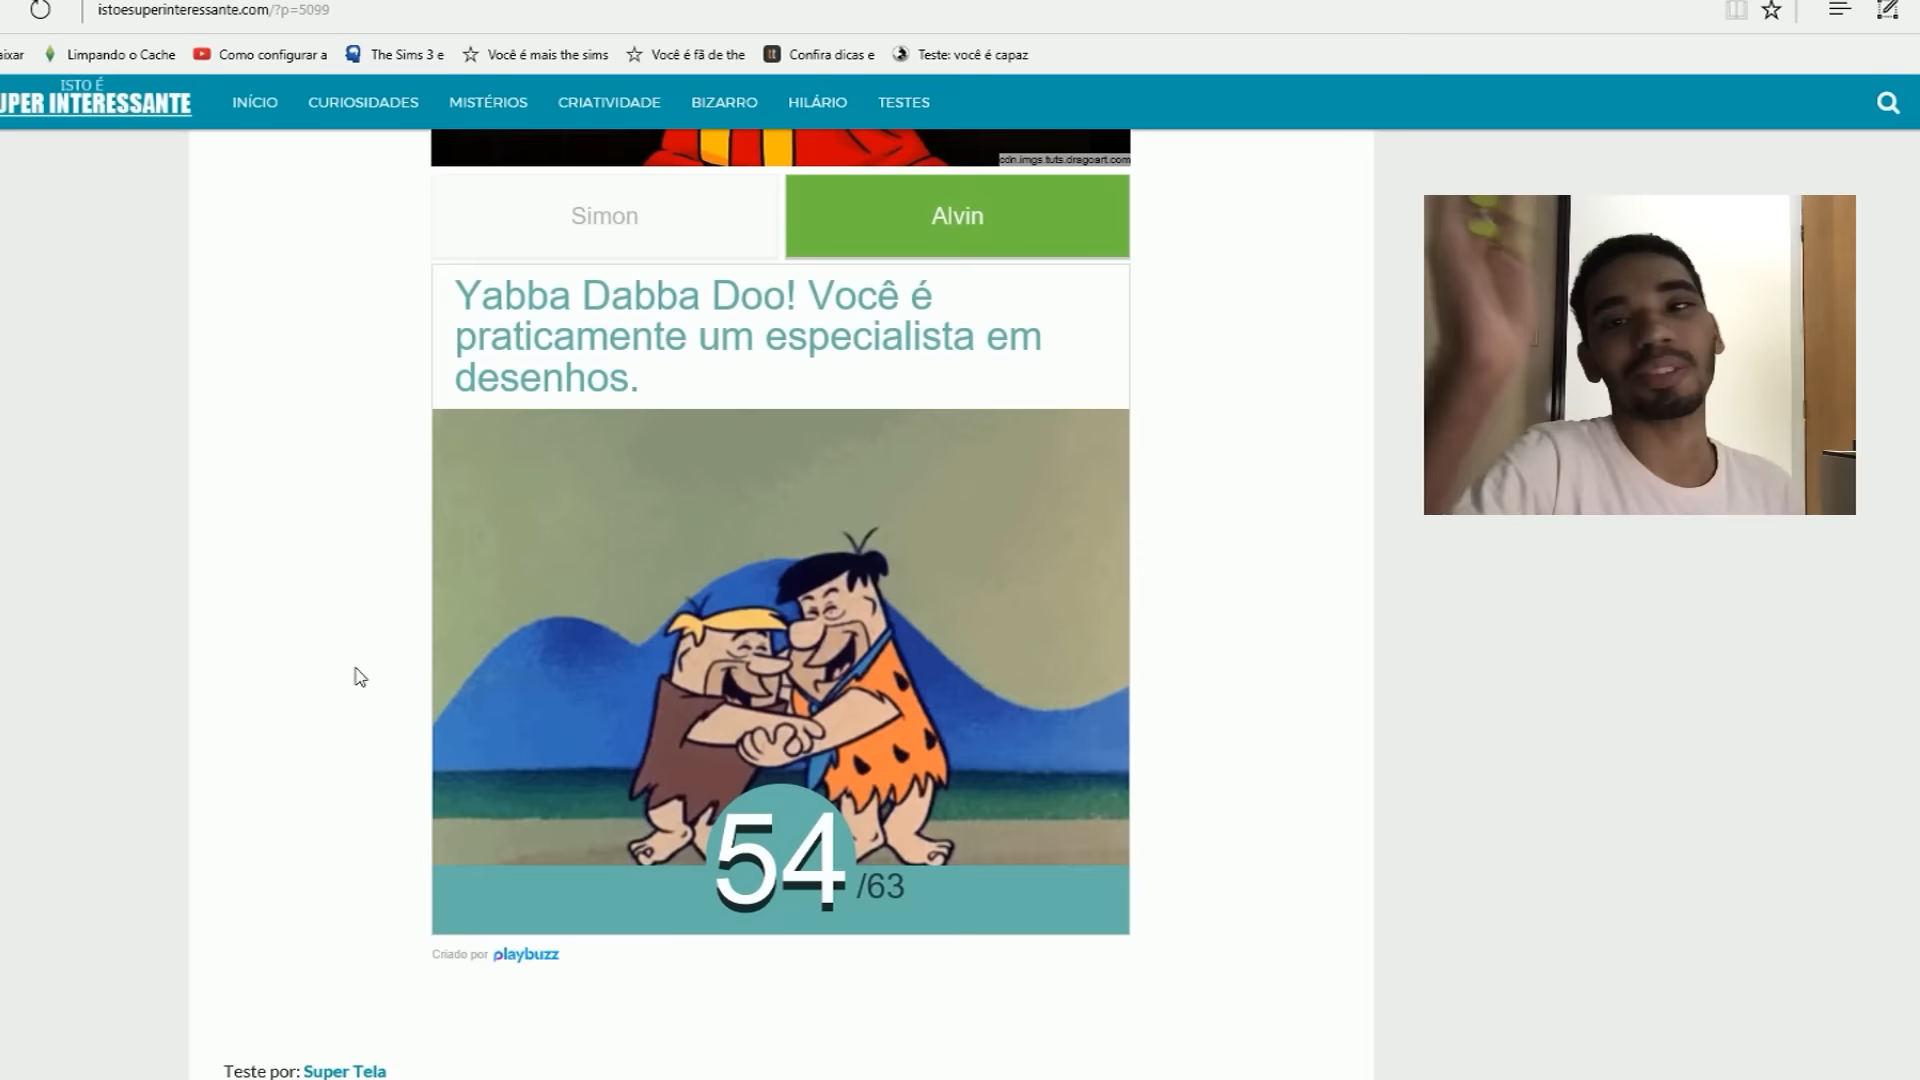 istoesuperinteressante.com/?p=5099
aixar Limpando o Cache Como configurar a The Sims 3 e Você é mais the sims Você é fã de the Confira dicas e Teste: você é capaz
ISTO É
UPER INTERESSANTE
INÍCIO CURIOSIDADES MISTÉRIOS CRIATIVIDADE BIZARRO HILÁRIO TESTES
cdn.imgs.tuts.dragoart.com
Simon Alvin
Yabba Dabba Doo! Você é
praticamente um especialista em
desenhos.
54 /63
Criado por playbuzz
Teste por: Super Tela